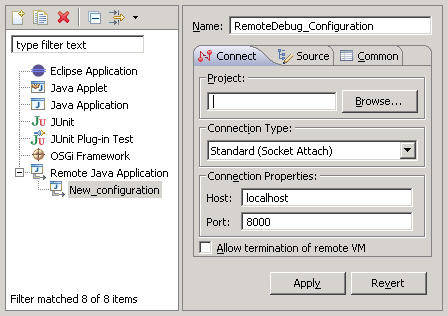 type filter text
Eclipse Application
Java Applet
Java Application
JUnit
JUnit Plug-in Test
OSGi Framework
Remote Java Application
New_configuration
Filter matched 8 of 8 items
Name: RemoteDebug_Configuration
Connect Source Common
Project:
Browse...
Connection Type:
Standard (Socket Attach)
Connection Properties:
Host: localhost
Port: 8000
Allow termination of remote VM
Apply Revert